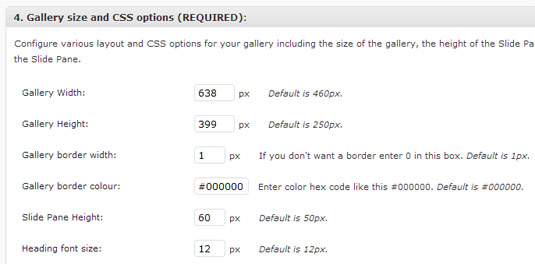 4. Gallery size and CSS options (REQUIRED):
Configure various layout and CSS options for your gallery including the size of the gallery, the height of the Slide Pa
the Slide Pane.
Gallery Width: 638 px Default is 460px.
Gallery Height: 399 px Default is 250px.
Gallery border width: 1 px If you don't want a border enter 0 in this box. Default is 1px.
Gallery border colour: #000000 Enter color hex code like this #000000. Default is #000000.
Slide Pane Height: 60 px Default is 50px.
Heading font size: 12 px Default is 12px.